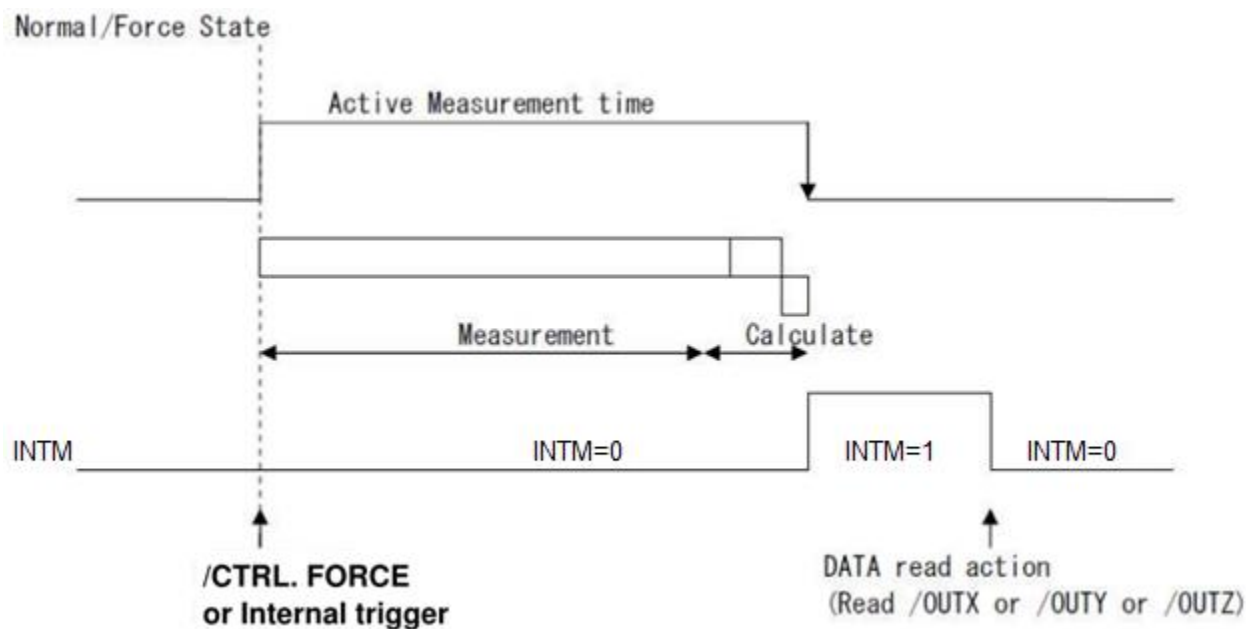 Normal/Force State
Active Measurement time
Measurement
Calculate
INTM
INTM=0
INTM=1
INTM=0
/CTRL. FORCE
or Internal trigger
DATA read action
(Read /OUTX or /OUTY or /OUTZ)